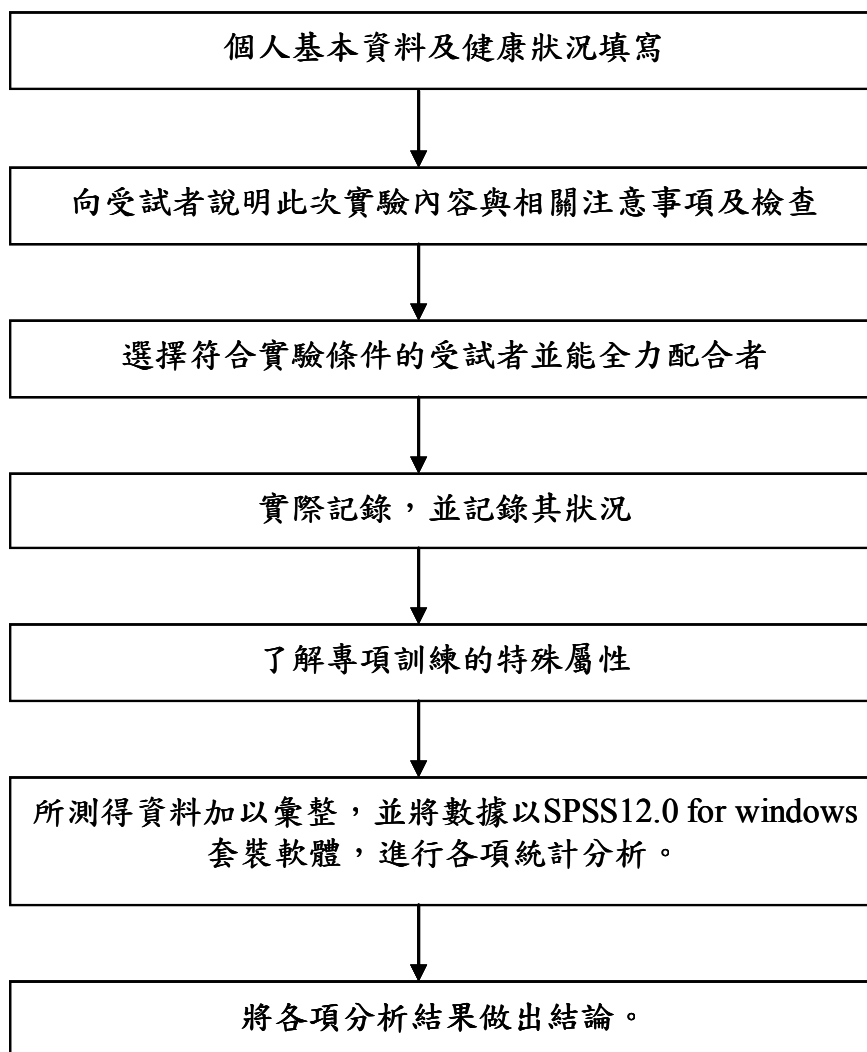 個人基本資料及健康狀況填寫
向受試者說明此次實驗內容與相關注意事項及檢查
選擇符合實驗條件的受試者並能全力配合者
實際記錄，並記錄其狀況
了解專項訓練的特殊屬性
所測得資料加以彙整，並將數據以SPSS12.0 for windows
套裝軟體，進行各項統計分析。
將各項分析結果做出結論。